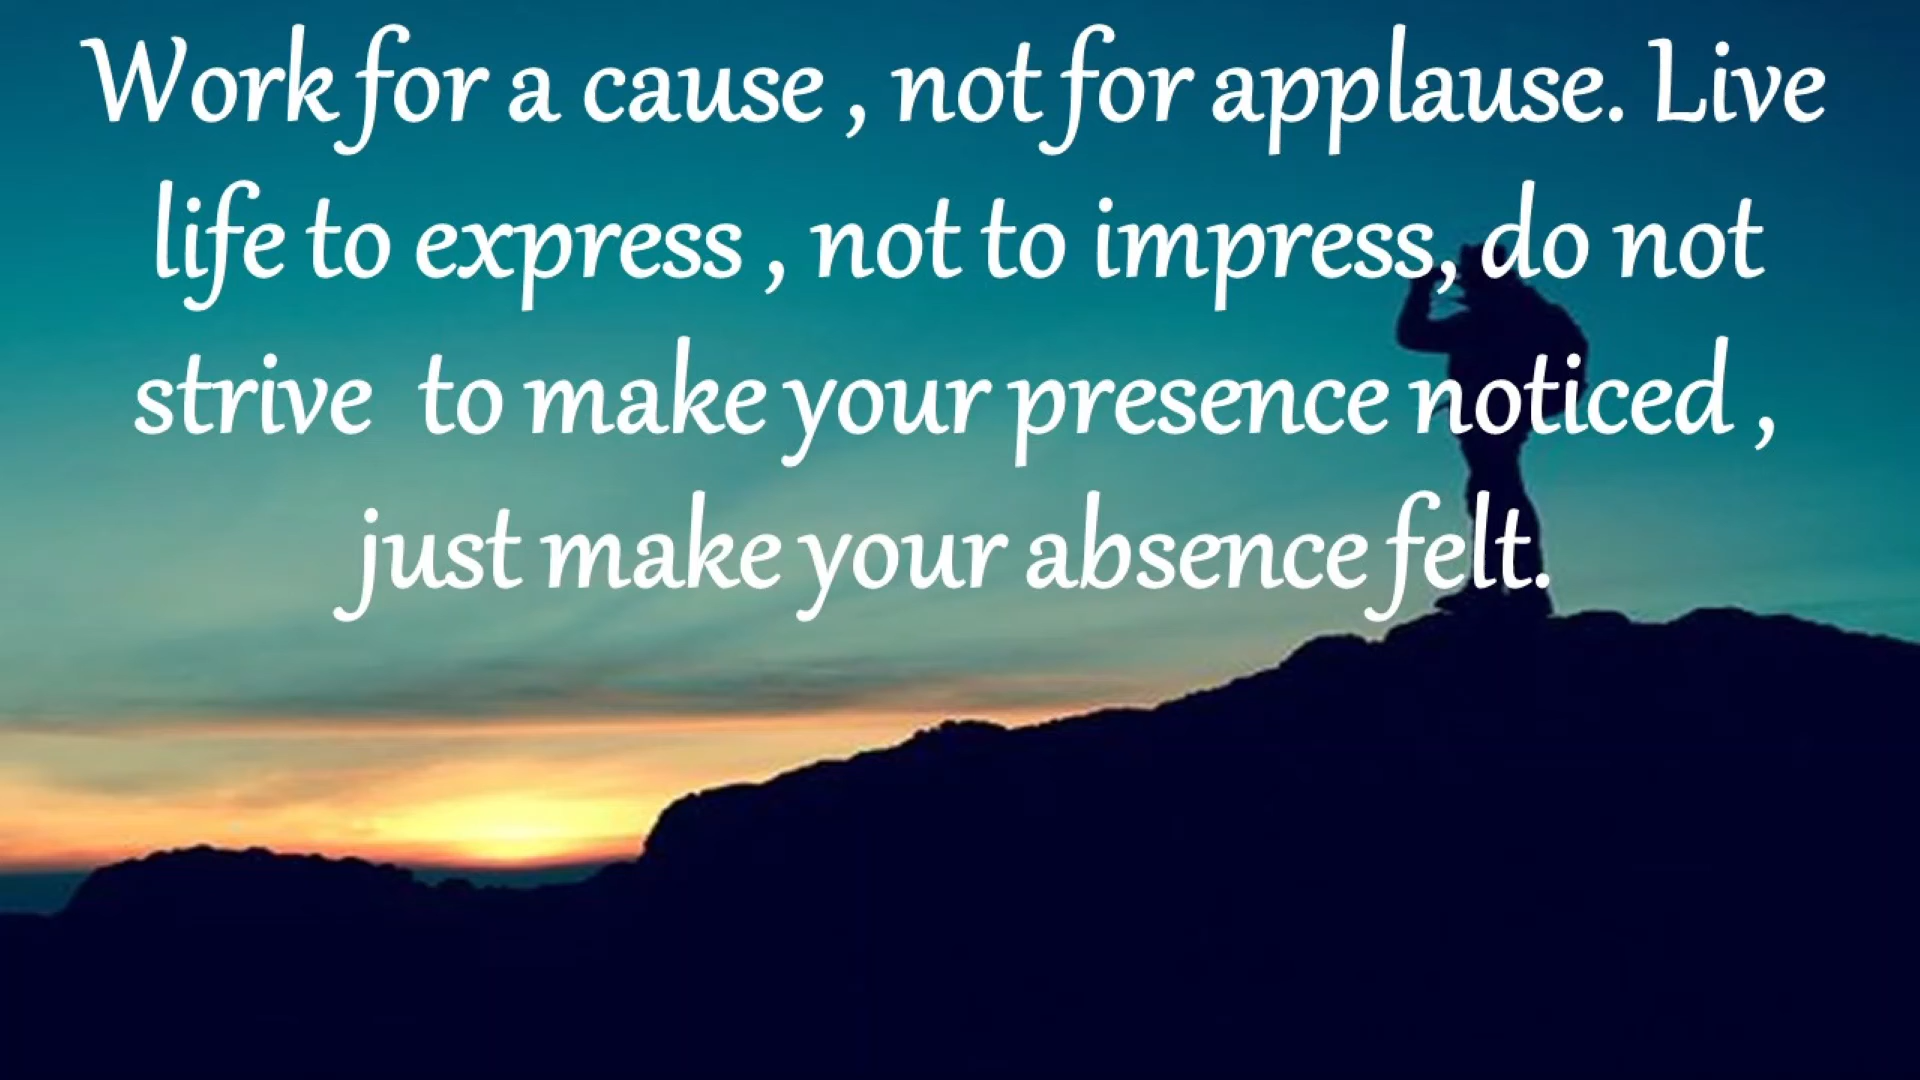 Work for a cause , not for applause. Live
life to express , not to impress, do not
strive  to make your presence noticed ,
just make your absence felt.